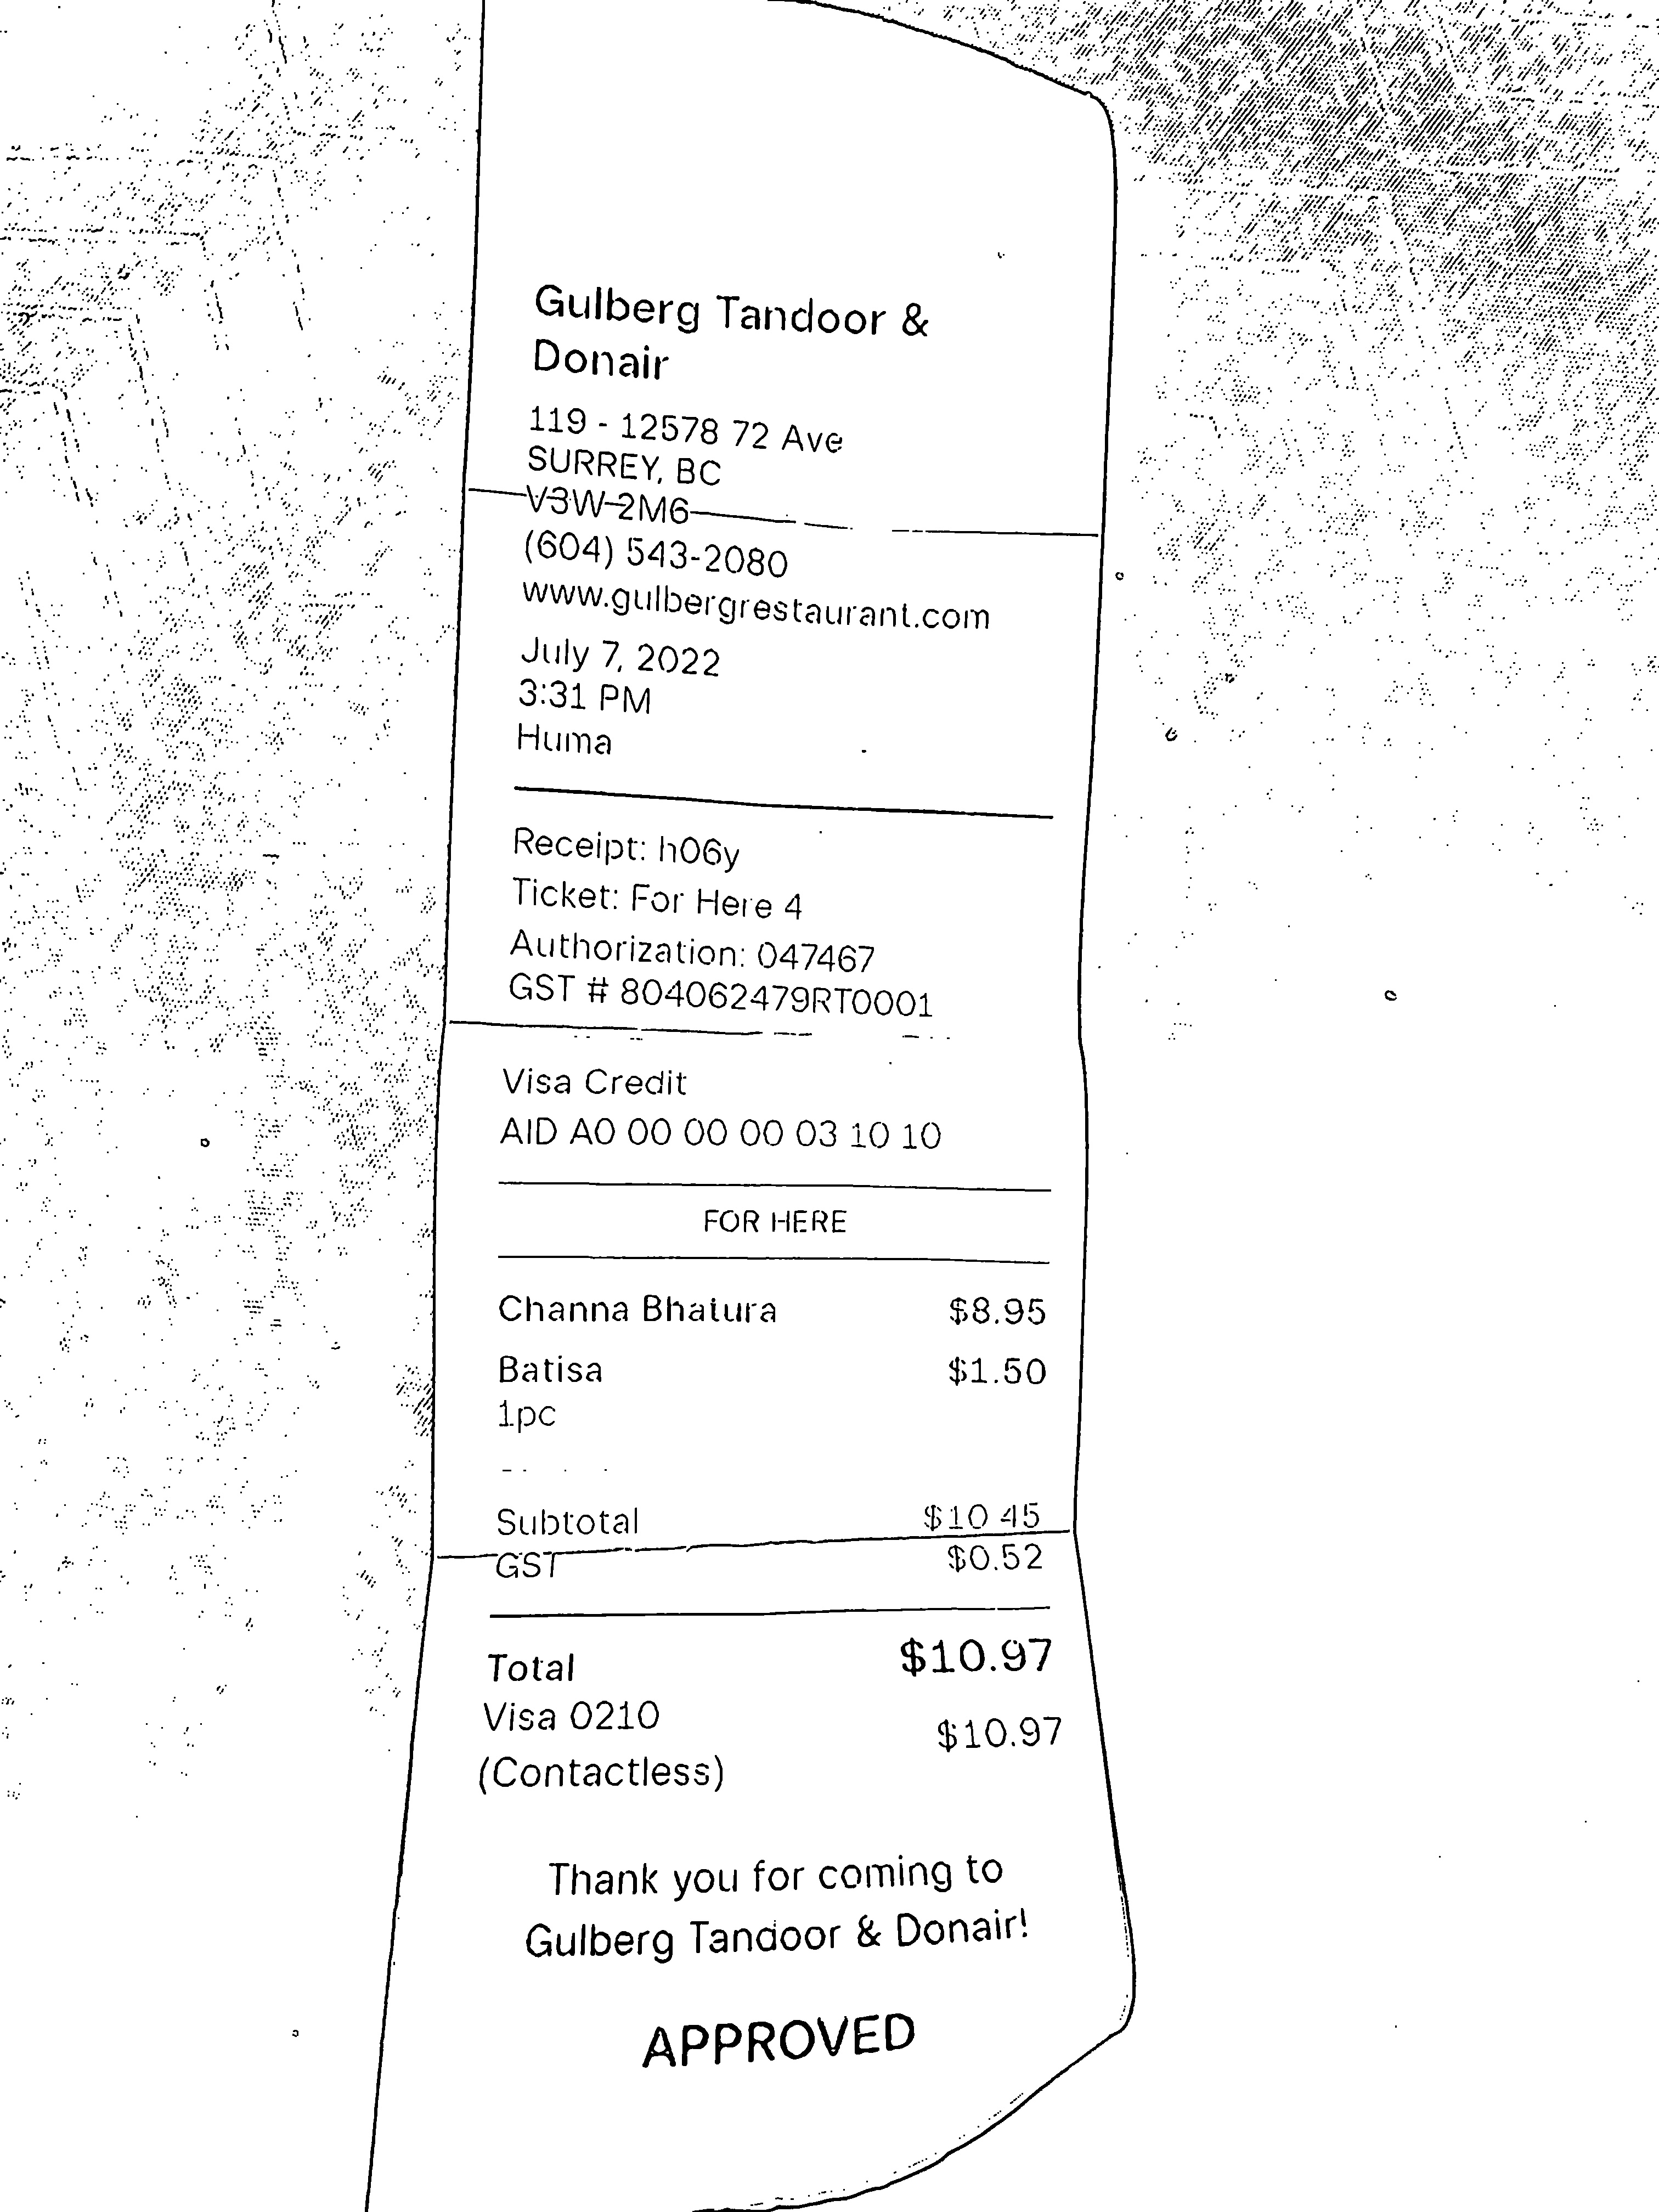 Gulberg Tandoor &
Donair
119 - 12578 72 Ave
SURREY, BC
V3W 2M6
(604) 543-2080
www.gulbergrestaurant.com
July 7, 2022
3:31 PM
Huma
Receipt: h06y
Ticket: For Here 4
Authorization: 047467
GST # 804062479RT0001
Visa Credit
AID A0 00 00 00 03 10 10
FOR HERE
Channa Bhatura $8.95
Batisa $1.50
1pc
Subtotal $10.45
GST $0.52
Total $10.97
Visa 0210 $10.97
(Contactless)
Thank you for coming to
Gulberg Tandoor & Donair!
APPROVED